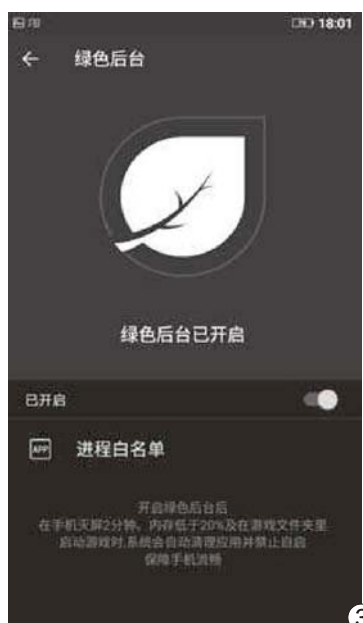 18:01
绿色后台
绿色后台已开启
已开启
APP
进程白名单
开启绿色后台后
在手机灭屏2分钟、内存低于20%及在游戏文件夹里
启动游戏时,系统会自动清理应用并禁止自启
保障手机流畅